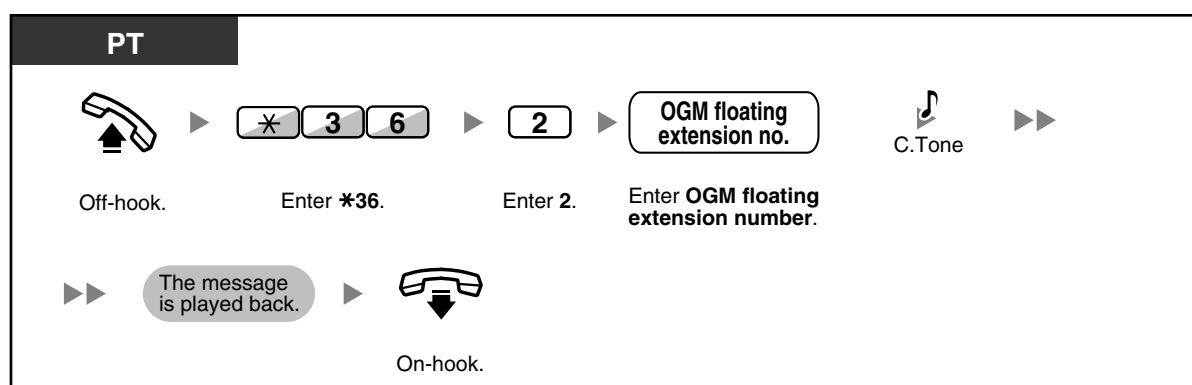 PT
✳ 3 6
2
OGM floating
extension no.
C.Tone
Off-hook.
Enter ✳36.
Enter 2.
Enter OGM floating
extension number.
The message
is played back.
On-hook.